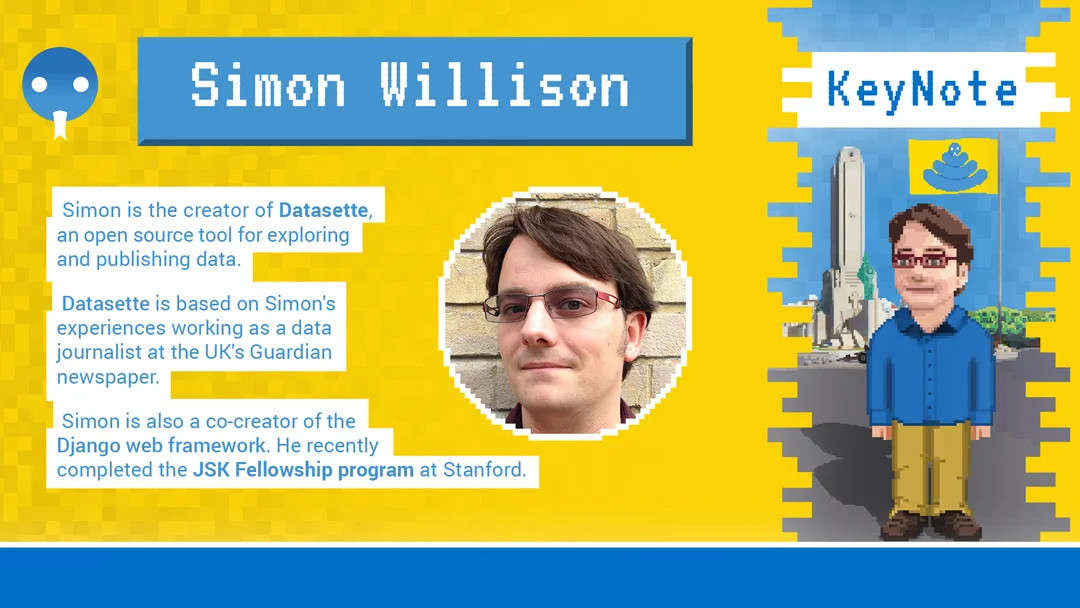 Simon Willison
KeyNote
Simon is the creator of Datasette,
an open source tool for exploring
and publishing data.
Datasette is based on Simon's
experiences working as a data
journalist at the UK's Guardian
newspaper.
Simon is also a co-creator of the
Django web framework. He recently
completed the JSK Fellowship program at Stanford.